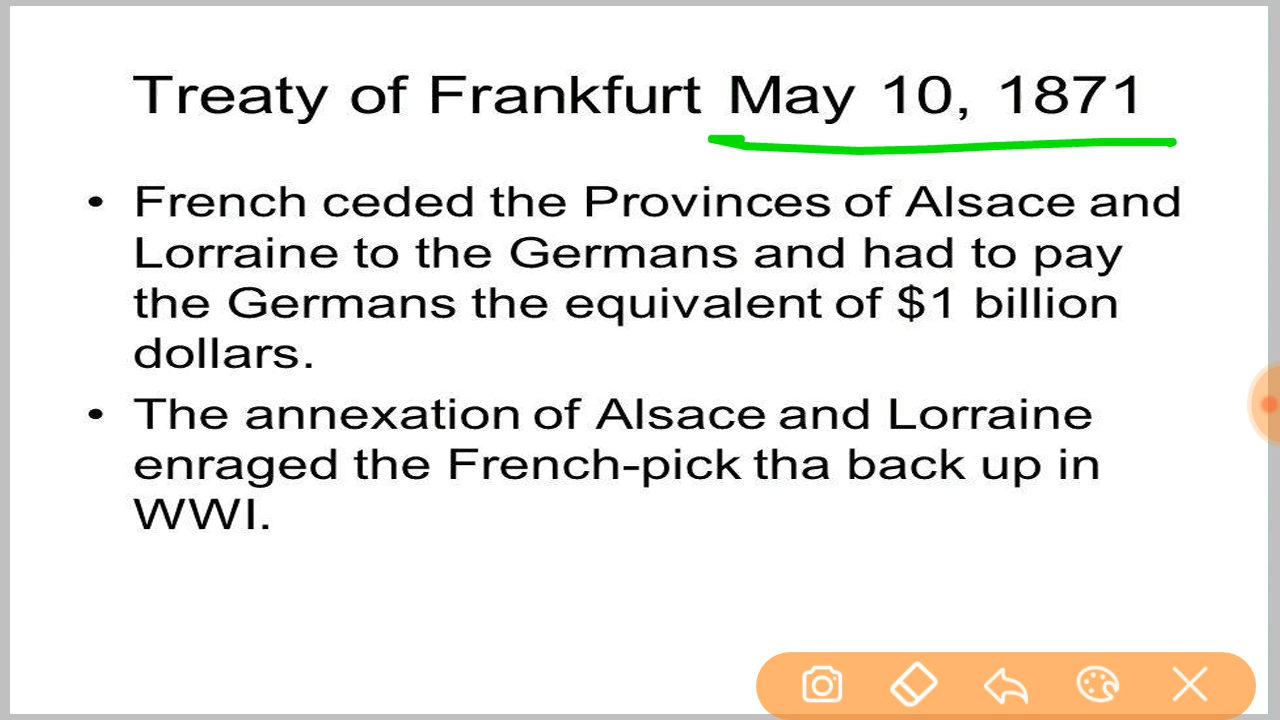 Treaty of Frankfurt May 10, 1871
• French ceded the Provinces of Alsace and
Lorraine to the Germans and had to pay
the Germans the equivalent of $1 billion
dollars.
• The annexation of Alsace and Lorraine
enraged the French-pick tha back up in
WWI.